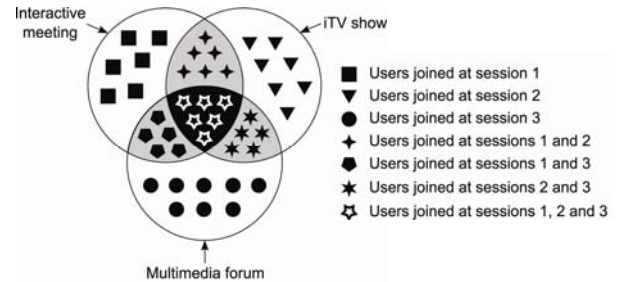 Interactive
meeting
iTV show
Users joined at session 1
Users joined at session 2
Users joined at session 3
Users joined at sessions 1 and 2
Users joined at sessions 1 and 3
Users joined at sessions 2 and 3
Users joined at sessions 1, 2 and 3
Multimedia forum